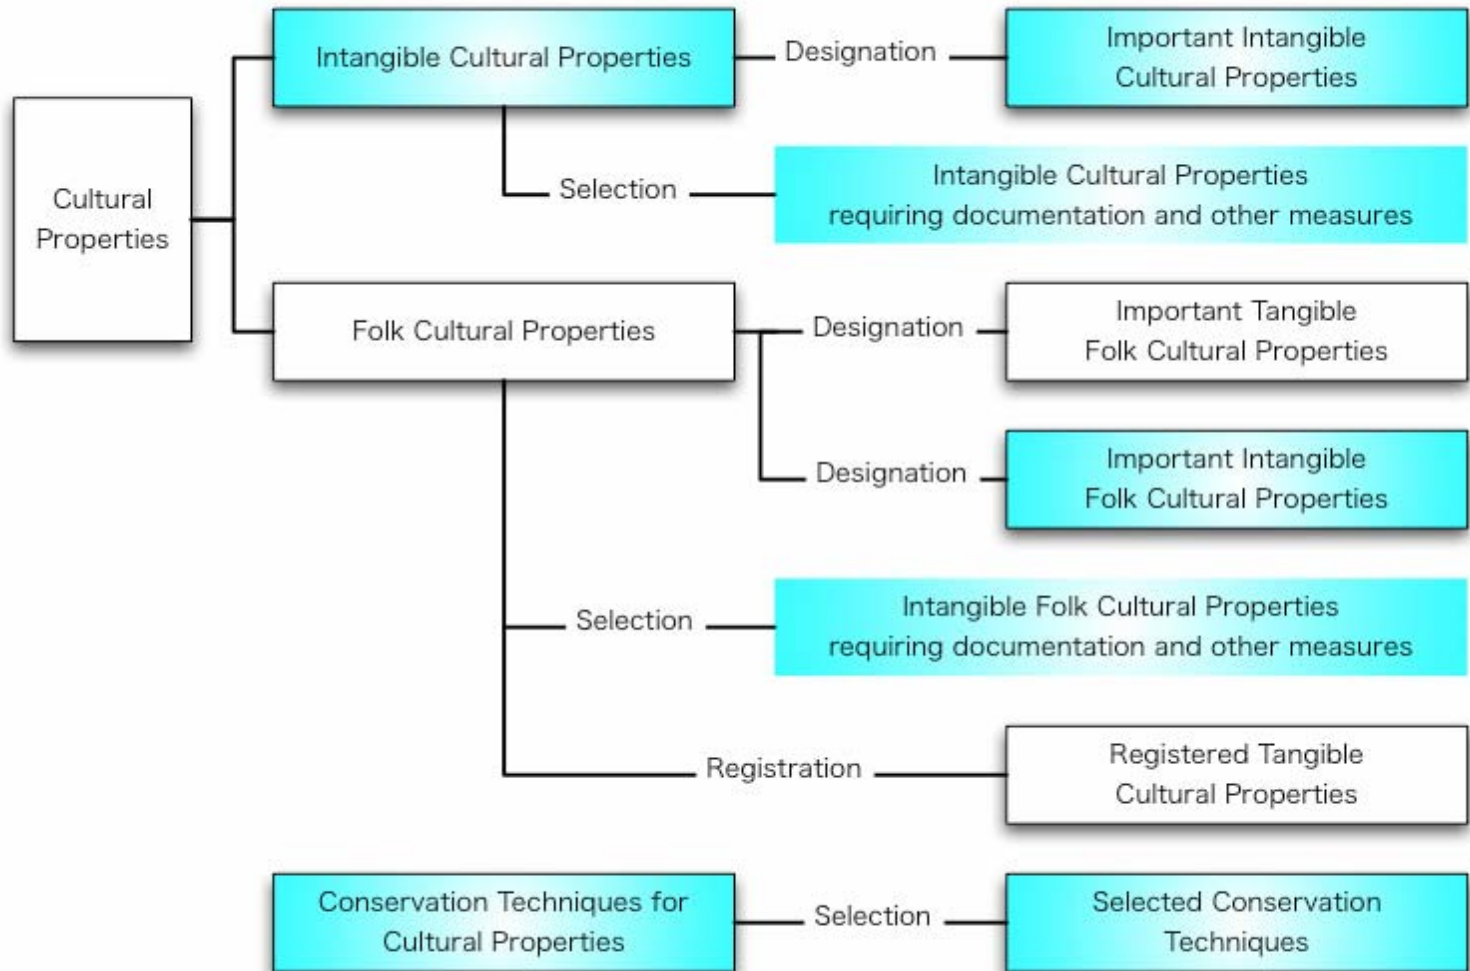 Cultural
Properties
Intangible Cultural Properties
Designation
Important Intangible
Cultural Properties
Selection
Intangible Cultural Properties
requiring documentation and other measures
Folk Cultural Properties
Designation
Important Tangible
Folk Cultural Properties
Designation
Important Intangible
Folk Cultural Properties
Selection
Intangible Folk Cultural Properties
requiring documentation and other measures
Registration
Registered Tangible
Cultural Properties
Conservation Techniques for
Cultural Properties
Selection
Selected Conservation
Techniques